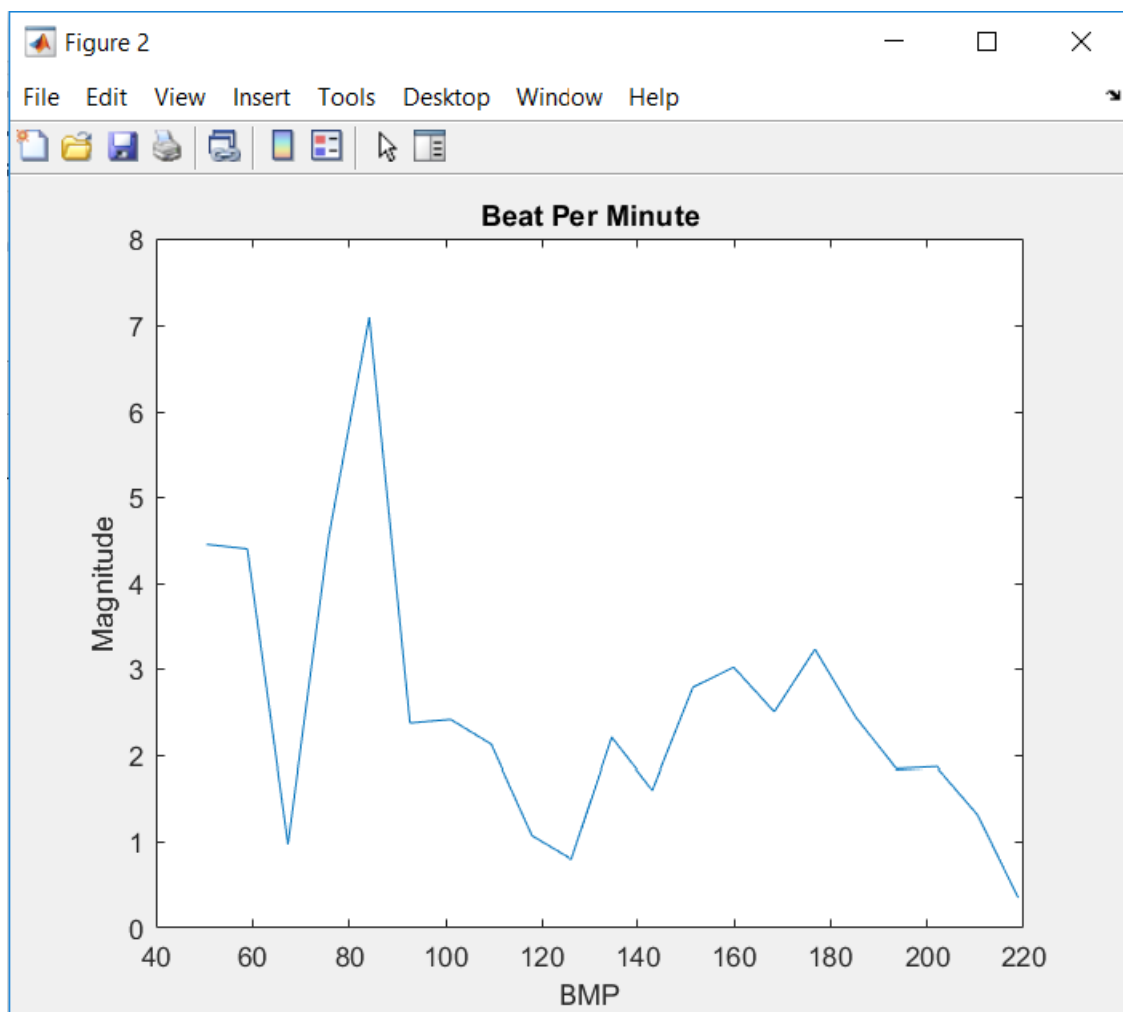 Figure 2
File Edit View Insert Tools Desktop Window Help
Beat Per Minute
8
7
6
5
4
3
2
1
0
Magnitude
40 60 80 100 120 140 160 180 200 220
BMP